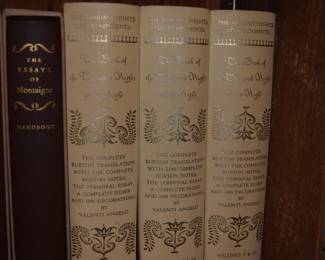 THE
ESSAYS
OF
Montaigne
HANDBOOK
THE ARABIAN NIGHTS
ENTERTAINMENTS
The Book of
the Thousand Nights
and a Night
THE COMPLETE
BURTON TRANSLATION
WITH THE COMPLETE
BURTON NOTES,
THE TERMINAL ESSAY,
A COMPLETE INDEX
AND 1001 DECORATIONS BY
VALENTI ANGELO
THE ARABIAN NIGHTS
ENTERTAINMENTS
The Book of
the Thousand Nights
and a Night
THE COMPLETE
BURTON TRANSLATION
WITH THE COMPLETE
BURTON NOTES,
THE TERMINAL ESSAY,
A COMPLETE INDEX
AND 1001 DECORATIONS BY
VALENTI ANGELO
THE ARABIAN NIGHTS
ENTERTAINMENTS
The Book of
the Thousand Nights
and a Night
THE COMPLETE
BURTON TRANSLATION
WITH THE COMPLETE
BURTON NOTES,
THE TERMINAL ESSAY,
A COMPLETE INDEX
AND 1001 DECORATIONS BY
VALENTI ANGELO
VOLUMES V & VI